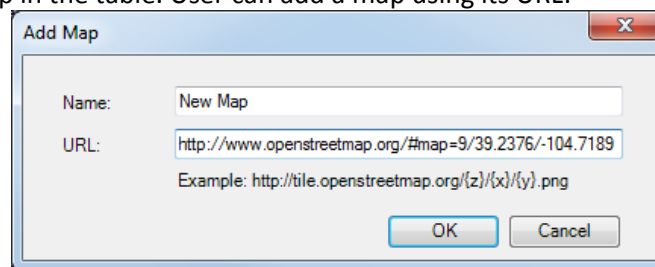 p in the table. User can add a map using its URL.
Add Map
Name: New Map
URL: http://www.openstreetmap.org/#map=9/39.2376/-104.7189
Example: http://tile.openstreetmap.org/{z}/{x}/{y}.png
OK Cancel